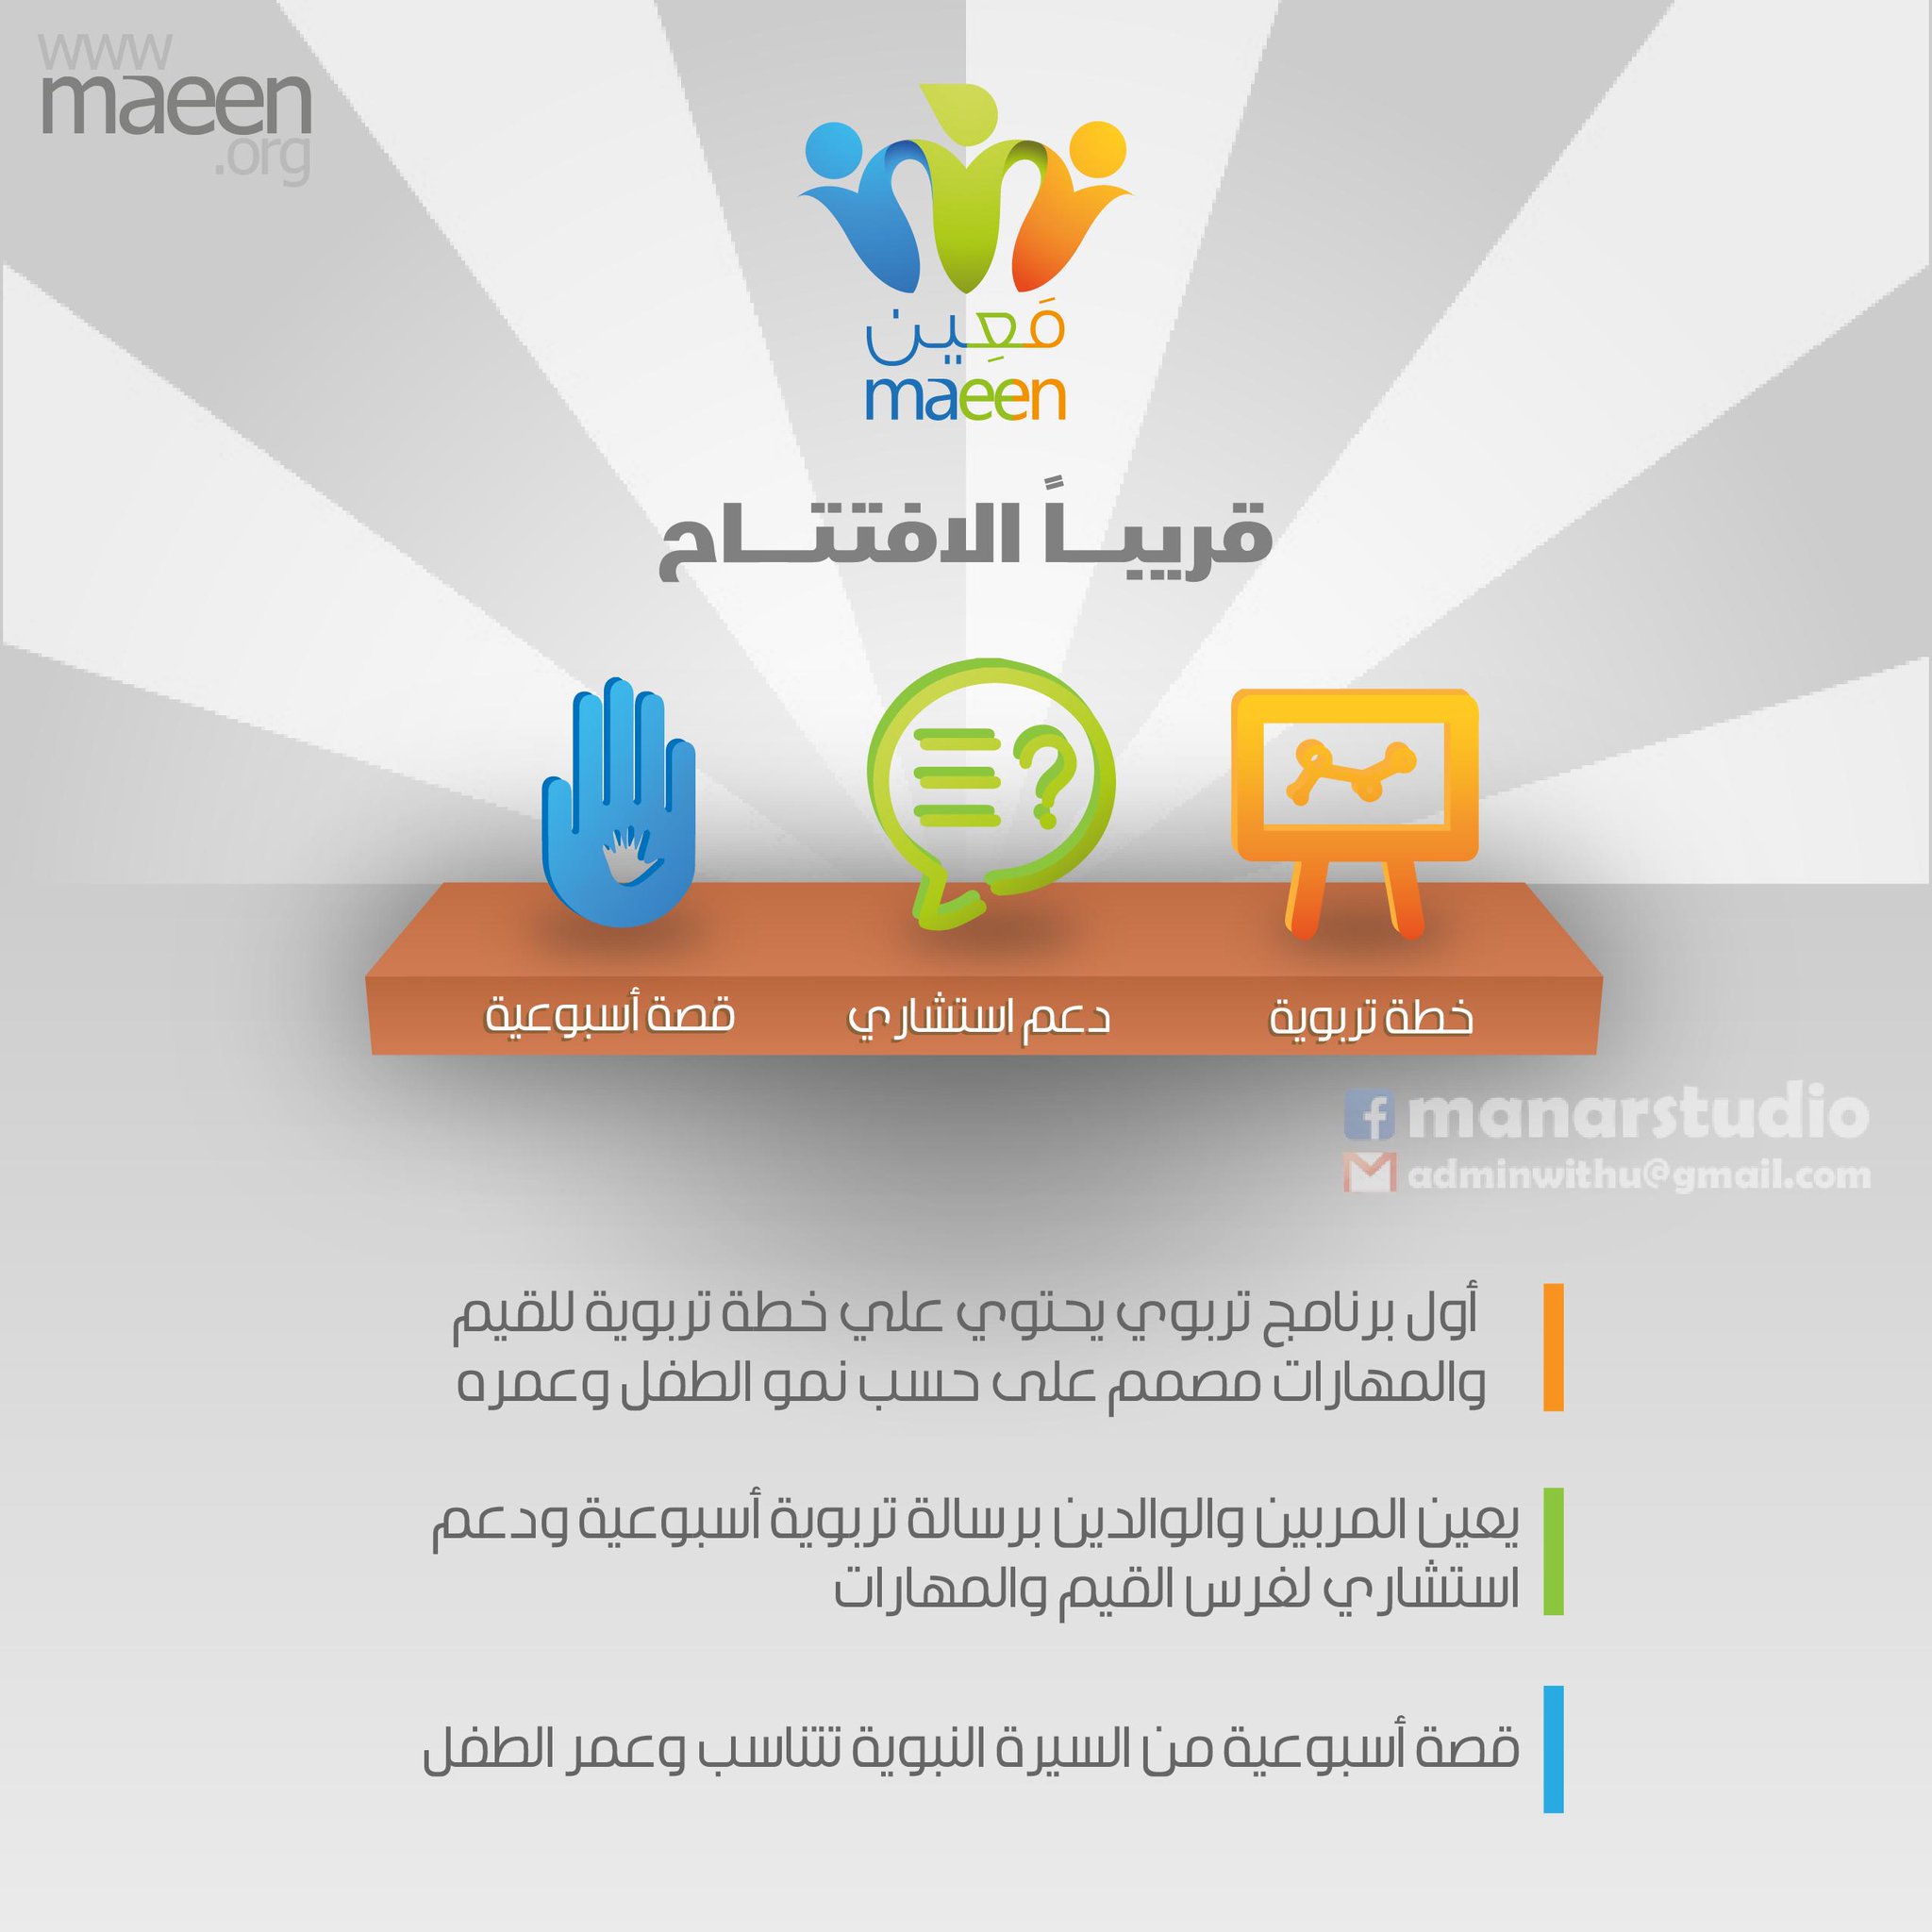 www
maeen
.org
مَعِين
maeen
قريبــاً الافتتــاح
خطة تربوية
دعم استشاري
قصة أسبوعية
manarstudio
adminwithu@gmail.com
أول برنامج تربوي يحتوي علي خطة تربوية للقيم
والمهارات مصمم على حسب نمو الطفل وعمره
يعين المربين والوالدين برسالة تربوية أسبوعية ودعم
استشاري لغرس القيم والمهارات
قصة أسبوعية من السيرة النبوية تتناسب وعمر الطفل